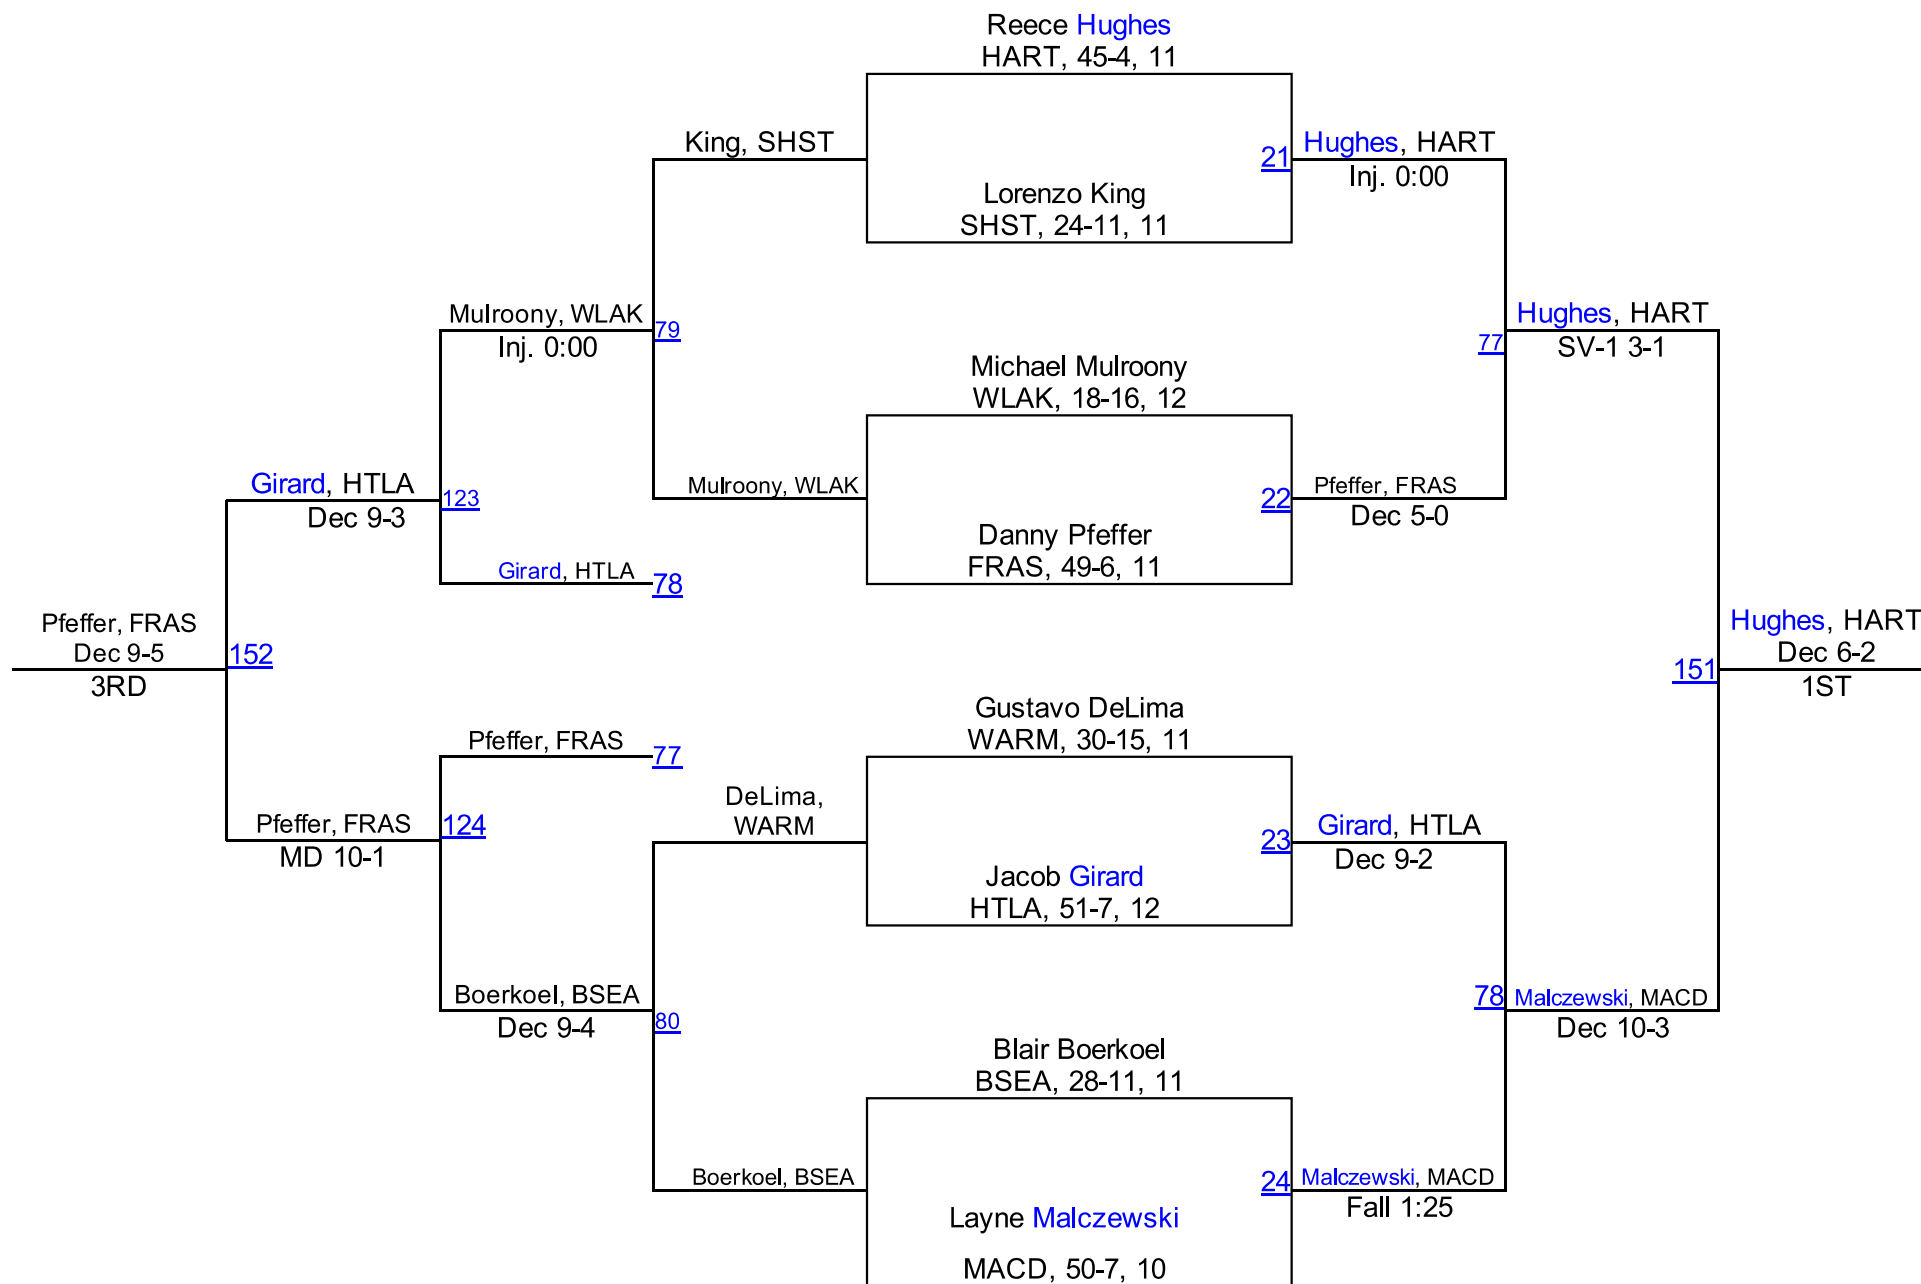 Reece Hughes
HART, 45-4, 11
King, SHST
21
Hughes, HART
Inj. 0:00
Lorenzo King
SHST, 24-11, 11
Mulroony, WLAK
Inj. 0:00
79
77
Hughes, HART
SV-1 3-1
Michael Mulroony
WLAK, 18-16, 12
Girard, HTLA
Dec 9-3
123
Mulroony, WLAK
22
Pfeffer, FRAS
Dec 5-0
Danny Pfeffer
FRAS, 49-6, 11
Girard, HTLA
78
Pfeffer, FRAS
Dec 9-5
3RD
152
151
Hughes, HART
Dec 6-2
1ST
Gustavo DeLima
WARM, 30-15, 11
Pfeffer, FRAS
77
DeLima,
WARM
Pfeffer, FRAS
MD 10-1
124
23
Girard, HTLA
Dec 9-2
Jacob Girard
HTLA, 51-7, 12
Boerkoel, BSEA
Dec 9-4
80
78
Malczewski, MACD
Dec 10-3
Blair Boerkoel
BSEA, 28-11, 11
Boerkoel, BSEA
24
Malczewski, MACD
Fall 1:25
Layne Malczewski
MACD, 50-7, 10